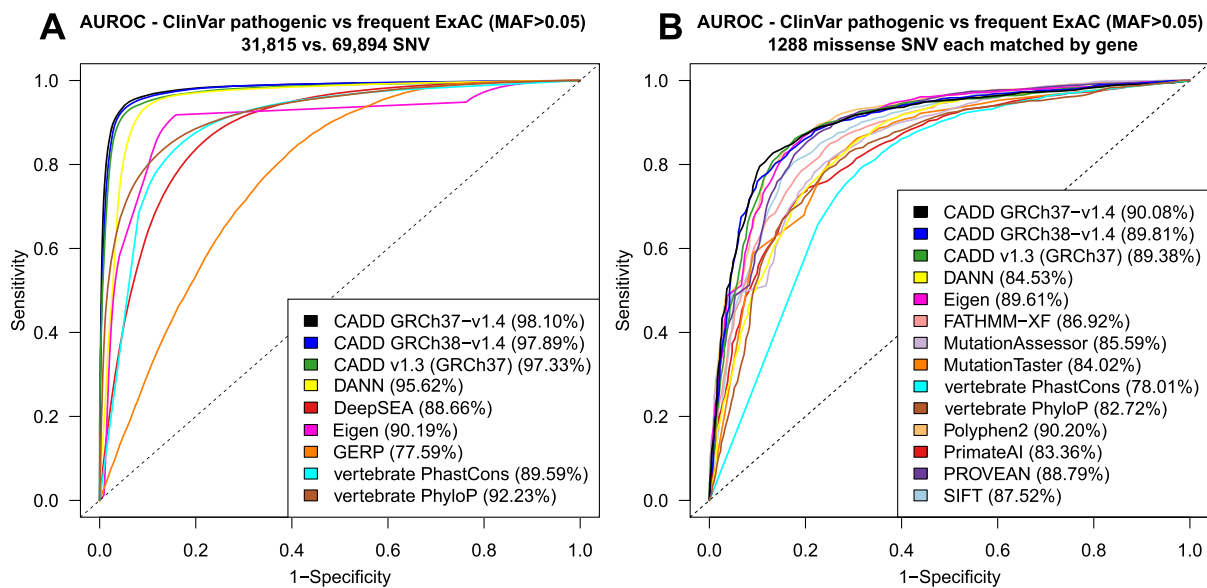 A
AUROC - ClinVar pathogenic vs frequent ExAC (MAF>0.05)
31,815 vs. 69,894 SNV
Sensitivity
1.0
0.8
0.6
0.4
0.2
0.0
CADD GRCh37−v1.4 (98.10%)
CADD GRCh38−v1.4 (97.89%)
CADD v1.3 (GRCh37) (97.33%)
DANN (95.62%)
DeepSEA (88.66%)
Eigen (90.19%)
GERP (77.59%)
vertebrate PhastCons (89.59%)
vertebrate PhyloP (92.23%)
0.0 0.2 0.4 0.6 0.8 1.0
1−Specificity
B
AUROC - ClinVar pathogenic vs frequent ExAC (MAF>0.05)
1288 missense SNV each matched by gene
Sensitivity
1.0
0.8
0.6
0.4
0.2
0.0
CADD GRCh37−v1.4 (90.08%)
CADD GRCh38−v1.4 (89.81%)
CADD v1.3 (GRCh37) (89.38%)
DANN (84.53%)
Eigen (89.61%)
FATHMM−XF (86.92%)
MutationAssessor (85.59%)
MutationTaster (84.02%)
vertebrate PhastCons (78.01%)
vertebrate PhyloP (82.72%)
Polyphen2 (90.20%)
PrimateAI (83.36%)
PROVEAN (88.79%)
SIFT (87.52%)
0.0 0.2 0.4 0.6 0.8 1.0
1−Specificity